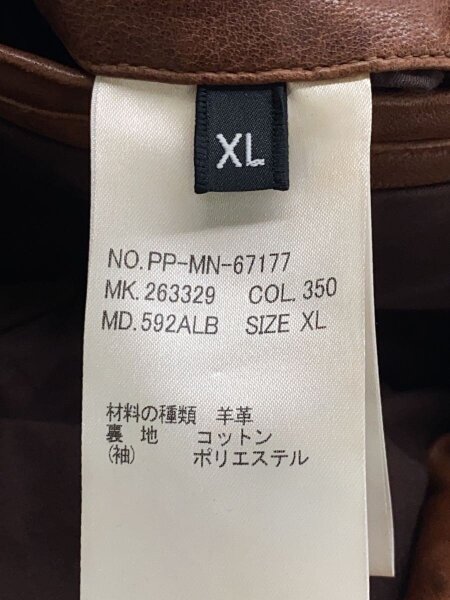 XL
NO.PP-MN-67177
MK.263329 COL.350
MD.592ALB SIZE XL
材料の種類 羊革
裏 地 コットン
(袖) ポリエステル